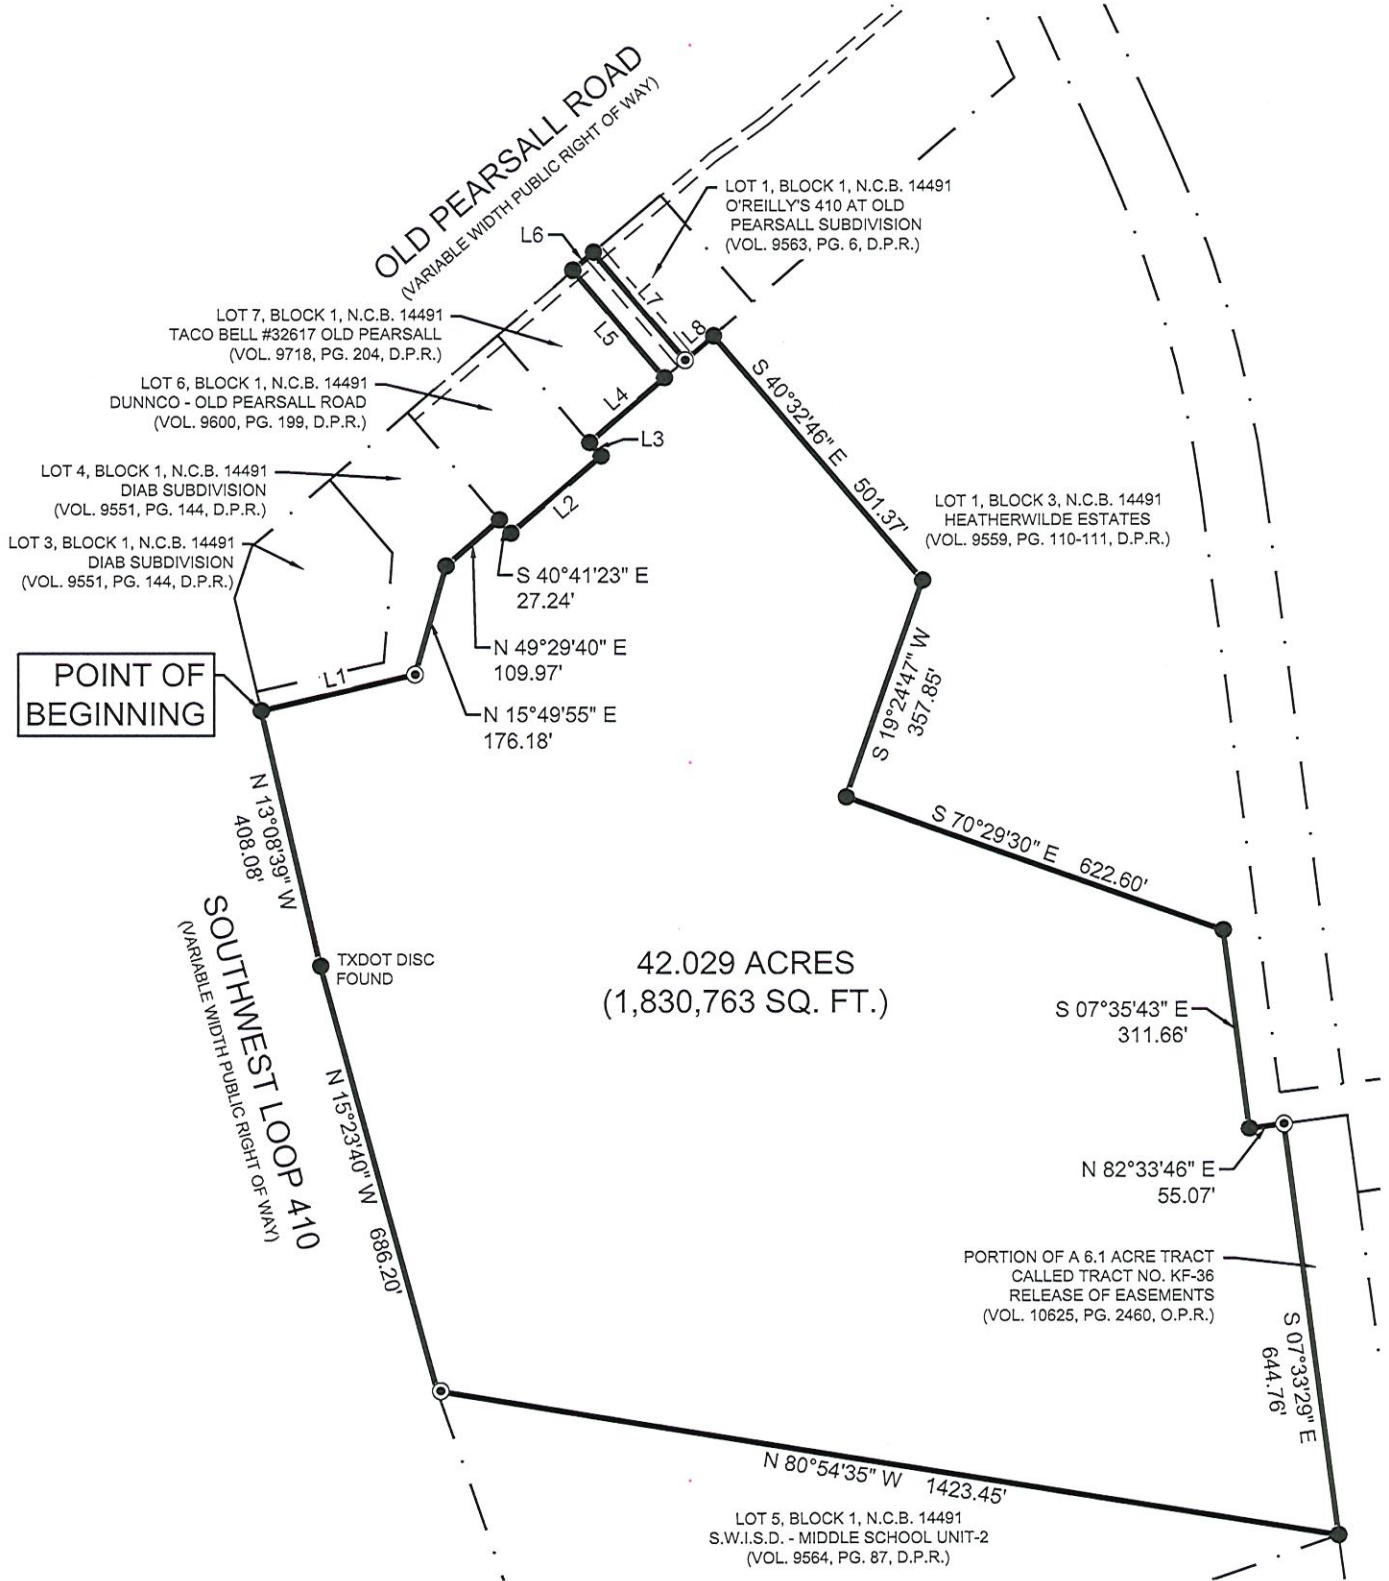 OLD PEARSALL ROAD
(VARIABLE WIDTH PUBLIC RIGHT OF WAY)
LOT 1, BLOCK 1, N.C.B. 14491
O'REILLY'S 410 AT OLD
PEARSALL SUBDIVISION
(VOL. 9563, PG. 6, D.P.R.)
L6
L7
L8
L5
LOT 7, BLOCK 1, N.C.B. 14491
TACO BELL #32617 OLD PEARSALL
(VOL. 9718, PG. 204, D.P.R.)
LOT 6, BLOCK 1, N.C.B. 14491
DUNNCO - OLD PEARSALL ROAD
(VOL. 9600, PG. 199, D.P.R.)
L4
L3
L2
S 40°32'46" E 501.37'
LOT 4, BLOCK 1, N.C.B. 14491
DIAB SUBDIVISION
(VOL. 9551, PG. 144, D.P.R.)
LOT 3, BLOCK 1, N.C.B. 14491
DIAB SUBDIVISION
(VOL. 9551, PG. 144, D.P.R.)
LOT 1, BLOCK 3, N.C.B. 14491
HEATHERWILDE ESTATES
(VOL. 9559, PG. 110-111, D.P.R.)
S 40°41'23" E
27.24'
N 49°29'40" E
109.97'
N 15°49'55" E
176.18'
POINT OF
BEGINNING
L1
S 19°24'47" W
357.85'
N 13°08'39" W
408.08'
S 70°29'30" E 622.60'
SOUTHWEST LOOP 410
(VARIABLE WIDTH PUBLIC RIGHT OF WAY)
TXDOT DISC
FOUND
42.029 ACRES
(1,830,763 SQ. FT.)
S 07°35'43" E
311.66'
N 15°23'40" W 686.20'
N 82°33'46" E
55.07'
PORTION OF A 6.1 ACRE TRACT
CALLED TRACT NO. KF-36
RELEASE OF EASEMENTS
(VOL. 10625, PG. 2460, O.P.R.)
S 07°33'29" E
644.76'
N 80°54'35" W 1423.45'
LOT 5, BLOCK 1, N.C.B. 14491
S.W.I.S.D. - MIDDLE SCHOOL UNIT-2
(VOL. 9564, PG. 87, D.P.R.)